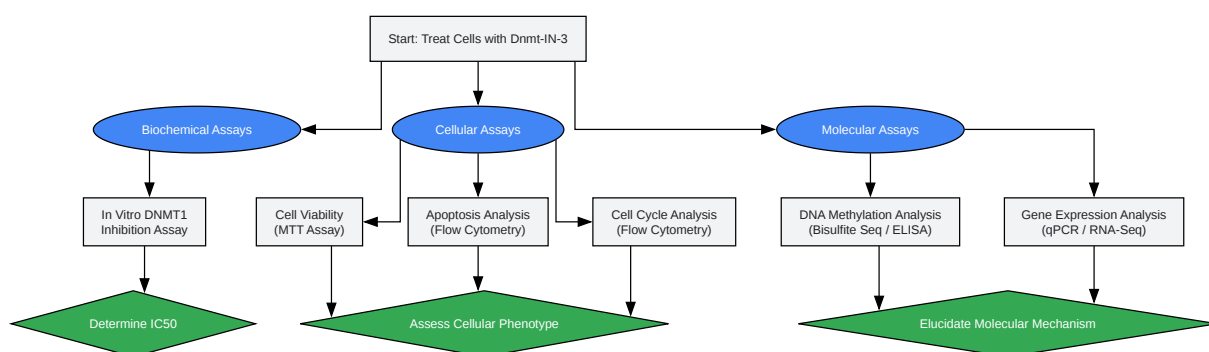 Start: Treat Cells with Dnmt-IN-3
Biochemical Assays
Cellular Assays
Molecular Assays
In Vitro DNMT1
Inhibition Assay
Cell Viability
(MTT Assay)
Apoptosis Analysis
(Flow Cytometry)
Cell Cycle Analysis
(Flow Cytometry)
DNA Methylation Analysis
(Bisulfite Seq / ELISA)
Gene Expression Analysis
(qPCR / RNA-Seq)
Determine IC50
Assess Cellular Phenotype
Elucidate Molecular Mechanism